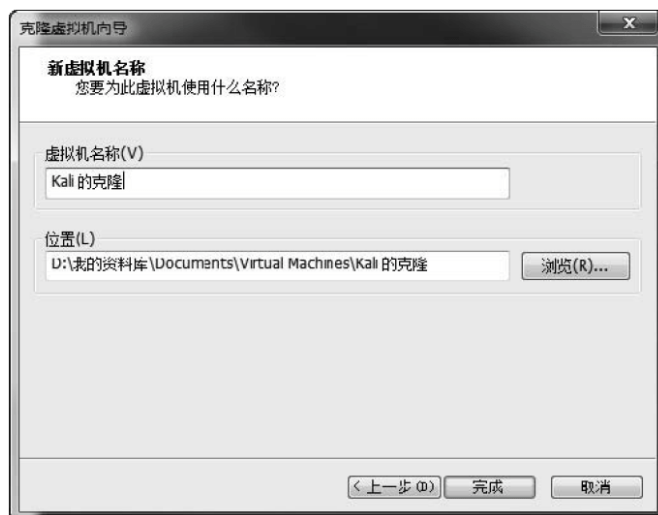 克隆虚拟机向导
新虚拟机名称
您要为此虚拟机使用什么名称?
虚拟机名称(V)
Kali 的克隆
位置(L)
D:\我的资料库\Documents\Virtual Machines\Kali 的克隆
浏览(R)...
< 上一步(B)
完成
取消